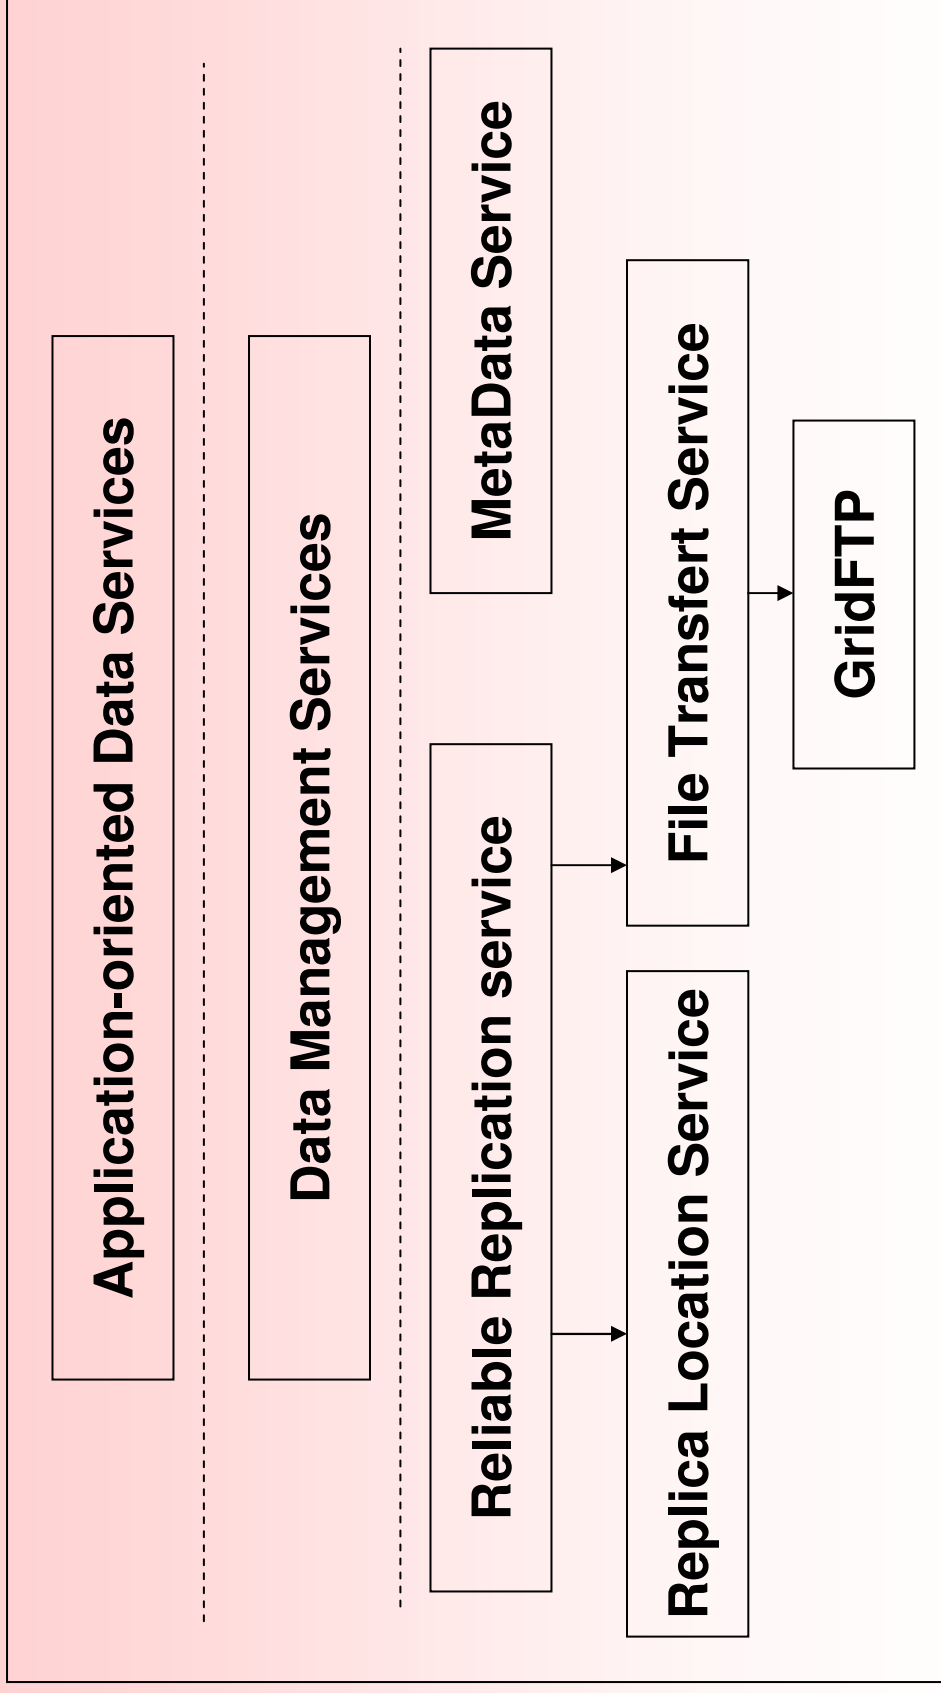 Application-oriented Data Services
Data Management Services
Reliable Replication service
MetaData Service
Replica Location Service
File Transfert Service
GridFTP